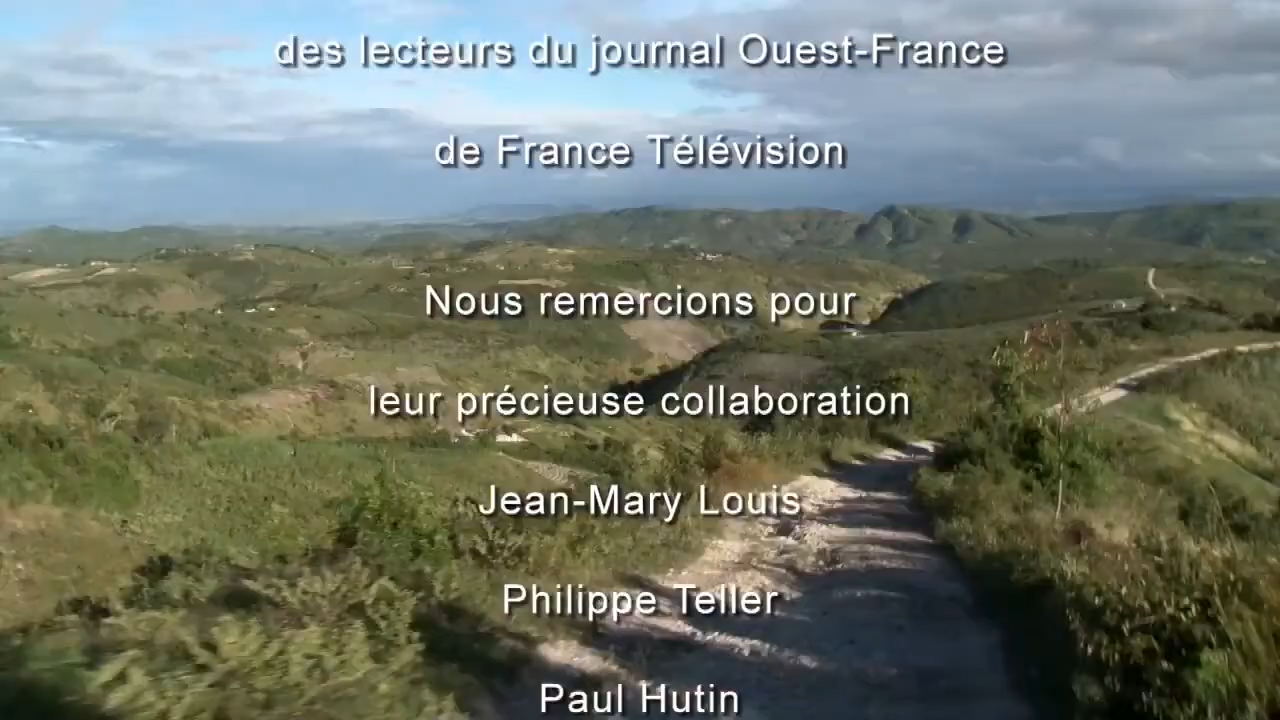 des lecteurs du journal Ouest-France
de France Télévision
Nous remercions pour
leur précieuse collaboration
Jean-Mary Louis
Philippe Teller
Paul Hutin